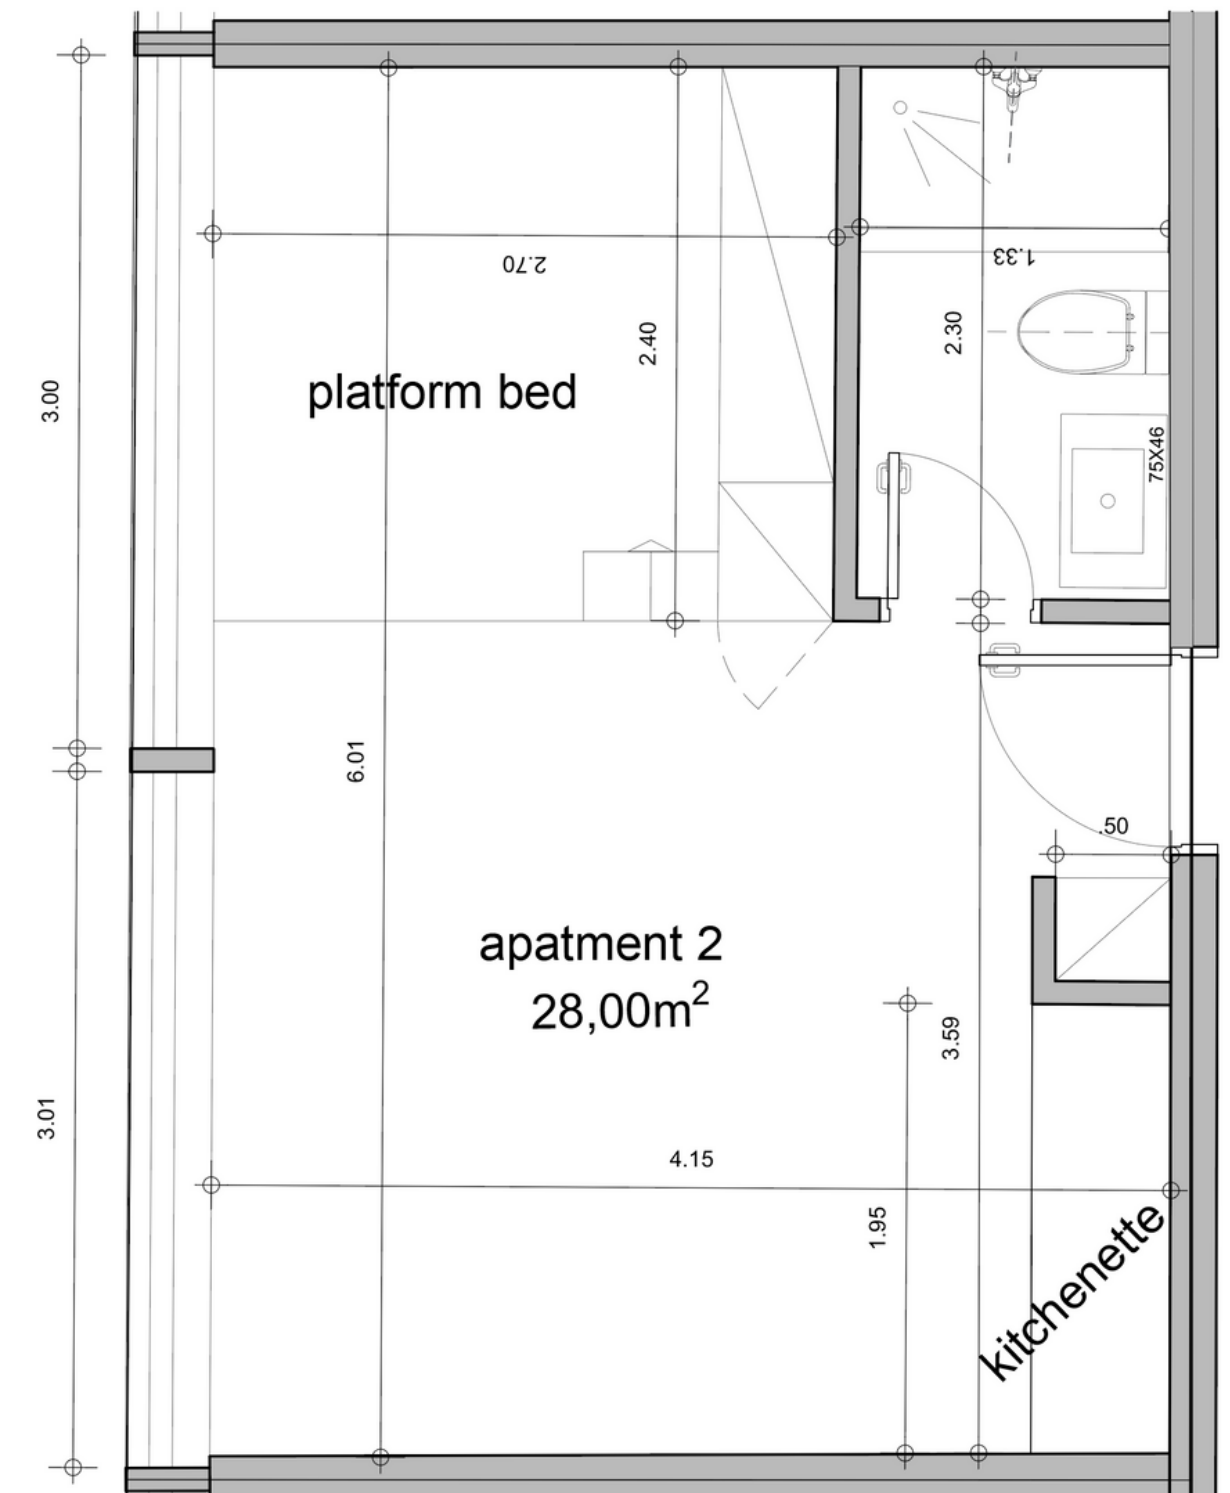 2.70
1.33
2.30
2.40
platform bed
3.00
75X46
6.01
.50
apatment 2
28,00m²
3.59
3.01
4.15
1.95
kitchenette